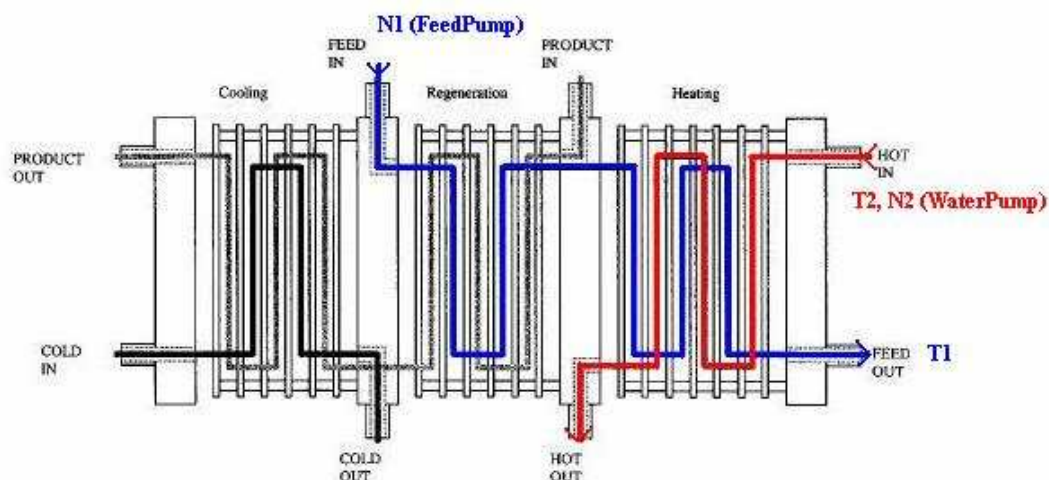 N1 (FeedPump)
FEED
IN
PRODUCT
IN
Cooling
Regeneration
Heating
PRODUCT
OUT
HOT
IN
T2, N2 (WaterPump)
COLD
IN
FEED
OUT
T1
COLD
OUT
HOT
OUT